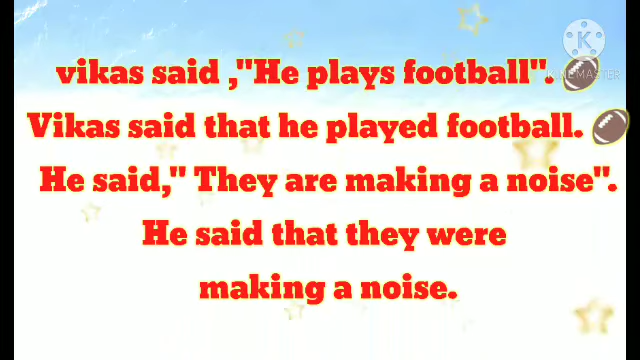 K
KINEMASTER
vikas said ,"He plays football".
Vikas said that he played football.
He said," They are making a noise".
He said that they were
making a noise.